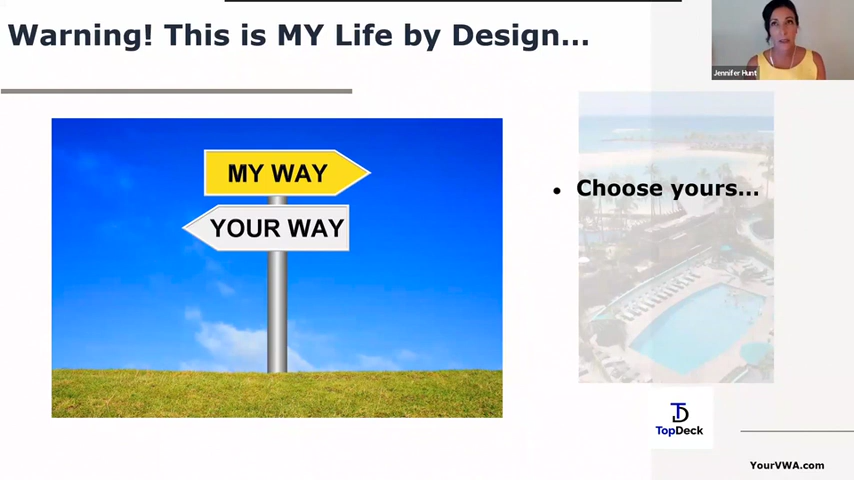 Warning! This is MY Life by Design...
Jennifer Hunt
MY WAY
YOUR WAY
• Choose yours...
TopDeck
YourVWA.com